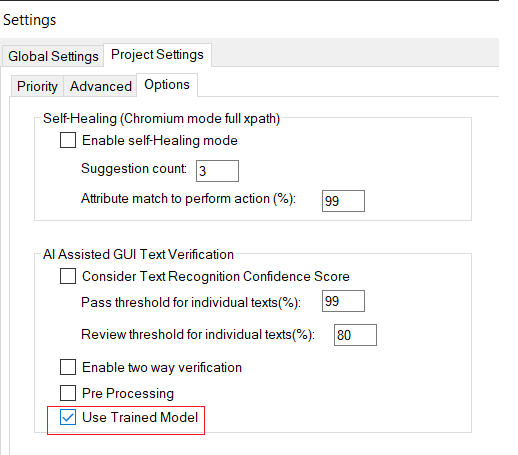 Settings
Global Settings Project Settings
Priority Advanced Options
Self-Healing (Chromium mode full xpath)
Enable self-Healing mode
Suggestion count: 3
Attribute match to perform action (%): 99
AI Assisted GUI Text Verification
Consider Text Recognition Confidence Score
Pass threshold for individual texts(%): 99
Review threshold for individual texts(%): 80
Enable two way verification
Pre Processing
Use Trained Model